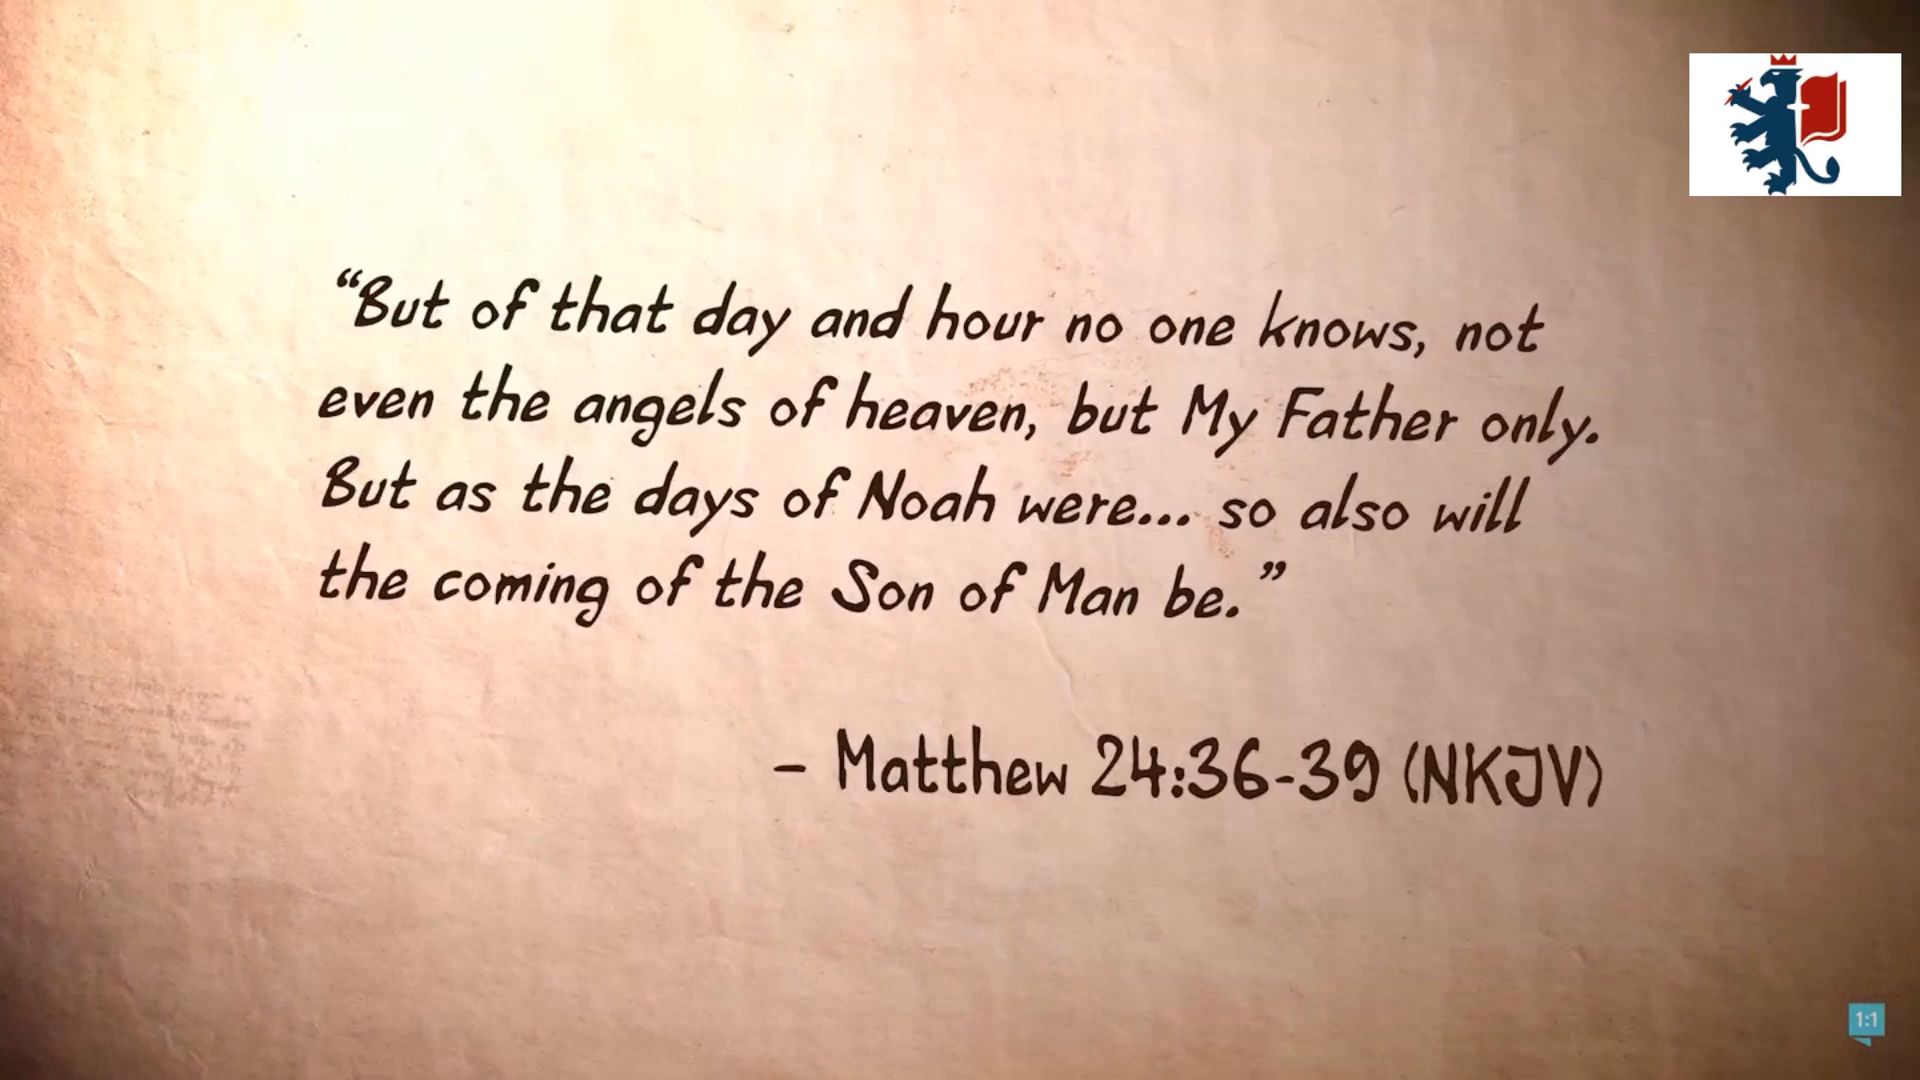 “But of that day and hour no one knows, not
even the angels of heaven, but My Father only.
But as the days of Noah were... so also will
the coming of the Son of Man be.”
– Matthew 24:36-39 (NKJV)
1:1